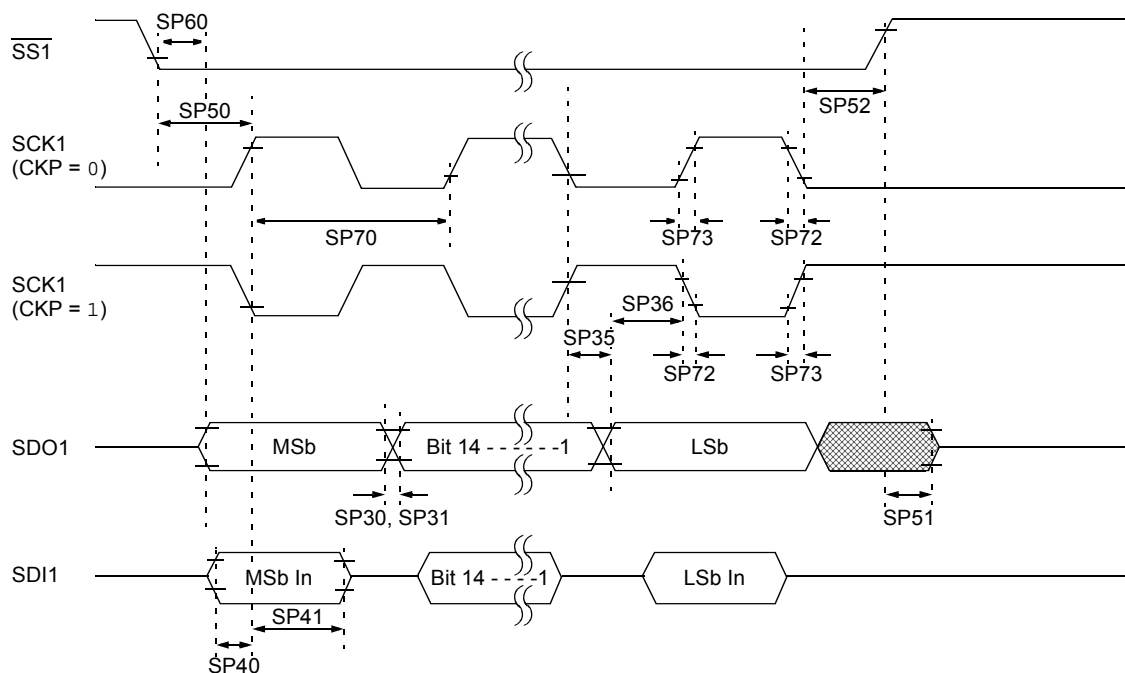 SP60
SS1
SP50
SP52
SCK1
(CKP = 0)
SP70
SP73
SP72
SCK1
(CKP = 1)
SP36
SP35
SP72
SP73
SDO1
MSb
Bit 14 - - - - - -1
LSb
SP30, SP31
SP51
SDI1
MSb In
Bit 14 - - - -1
LSb In
SP41
SP40